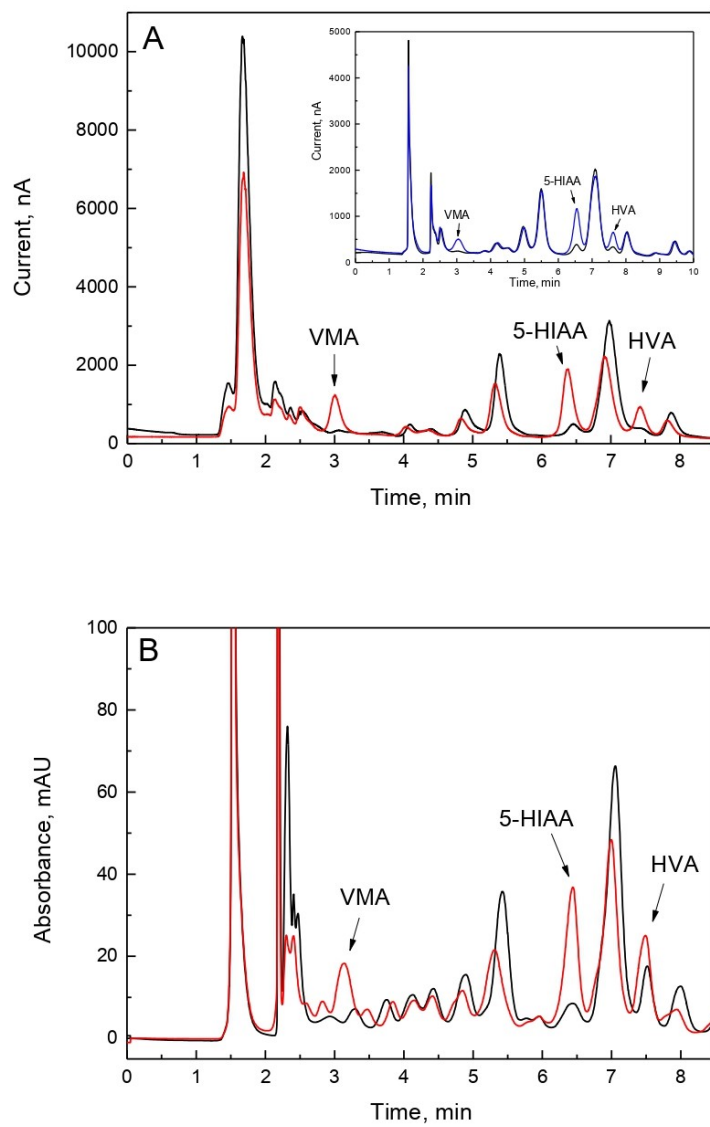 A
10000
8000
6000
4000
2000
0
Current, nA
0 1 2 3 4 5 6 7 8
Time, min
VMA
5-HIAA
HVA
5000
4000
3000
2000
1000
0
Current, nA
0 1 2 3 4 5 6 7 8 9 10
Time, min
VMA
5-HIAA
HVA
B
100
80
60
40
20
0
Absorbance, mAU
0 1 2 3 4 5 6 7 8
Time, min
VMA
5-HIAA
HVA